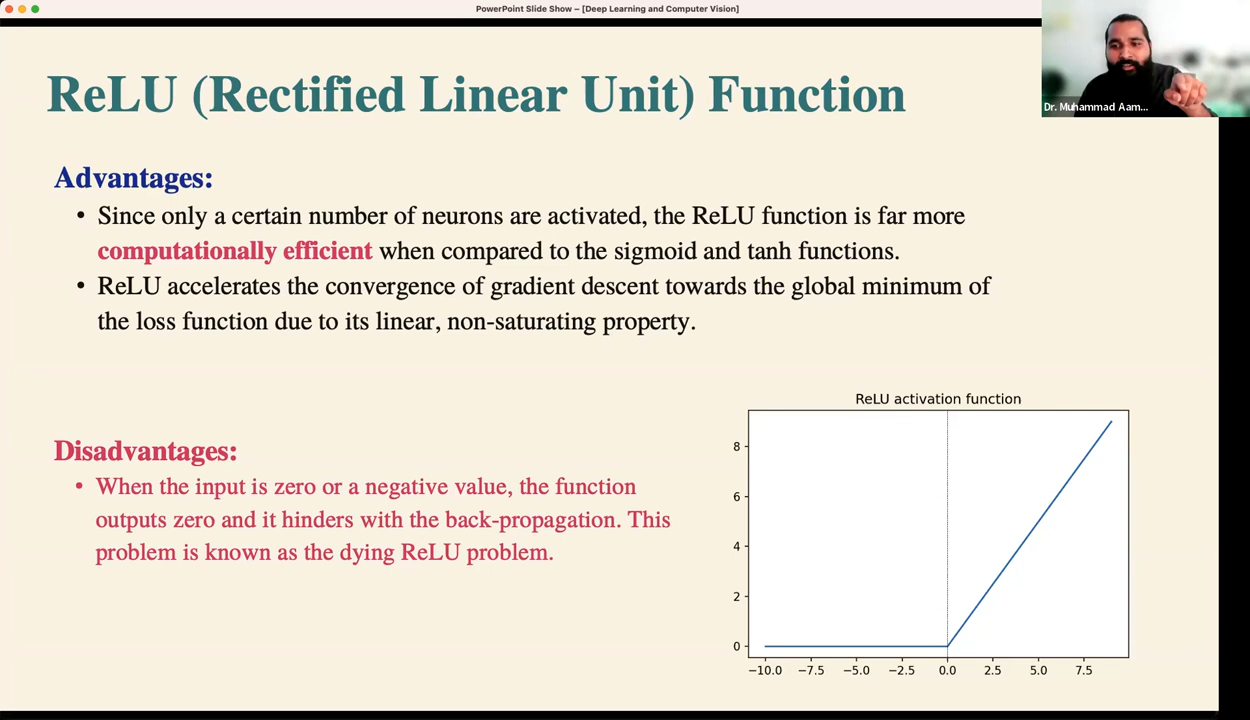 PowerPoint Slide Show – [Deep Learning and Computer Vision]
Dr. Muhammad Aam...
ReLU (Rectified Linear Unit) Function
Advantages:
• Since only a certain number of neurons are activated, the ReLU function is far more
computationally efficient when compared to the sigmoid and tanh functions.
• ReLU accelerates the convergence of gradient descent towards the global minimum of
the loss function due to its linear, non-saturating property.
Disadvantages:
• When the input is zero or a negative value, the function
outputs zero and it hinders with the back-propagation. This
problem is known as the dying ReLU problem.
ReLU activation function
8
6
4
2
0
−10.0 −7.5 −5.0 −2.5 0.0 2.5 5.0 7.5